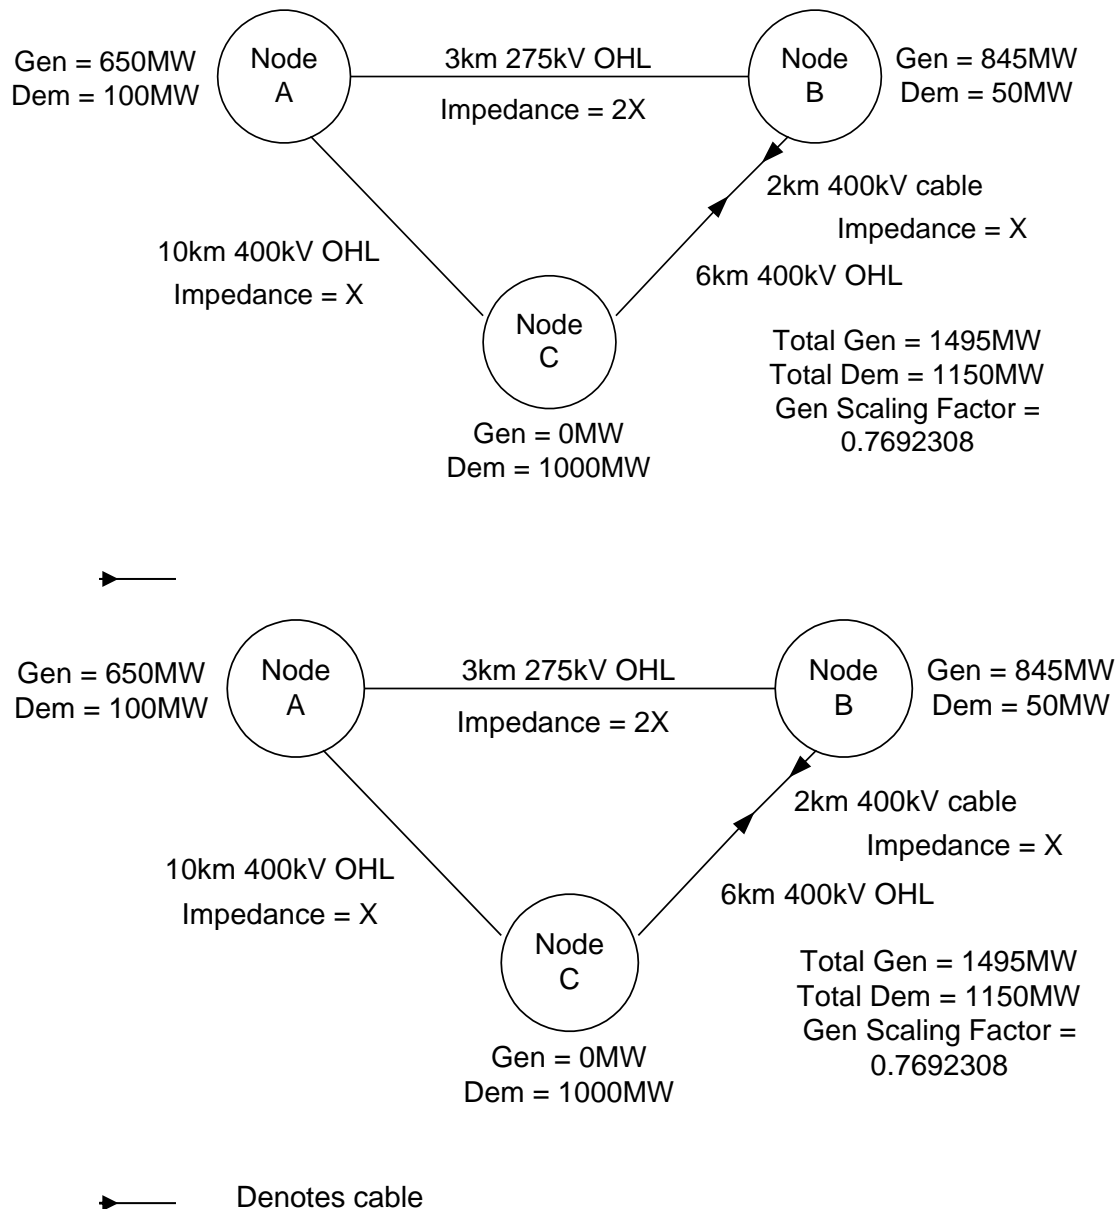 Node
A
Gen = 650MW
Dem = 100MW
3km 275kV OHL
Impedance = 2X
Node
B
Gen = 845MW
Dem = 50MW
2km 400kV cable
Impedance = X
10km 400kV OHL
Impedance = X
6km 400kV OHL
Node
C
Gen = 0MW
Dem = 1000MW
Total Gen = 1495MW
Total Dem = 1150MW
Gen Scaling Factor =
0.7692308
Node
A
Gen = 650MW
Dem = 100MW
3km 275kV OHL
Impedance = 2X
Node
B
Gen = 845MW
Dem = 50MW
2km 400kV cable
Impedance = X
10km 400kV OHL
Impedance = X
6km 400kV OHL
Node
C
Gen = 0MW
Dem = 1000MW
Total Gen = 1495MW
Total Dem = 1150MW
Gen Scaling Factor =
0.7692308
Denotes cable